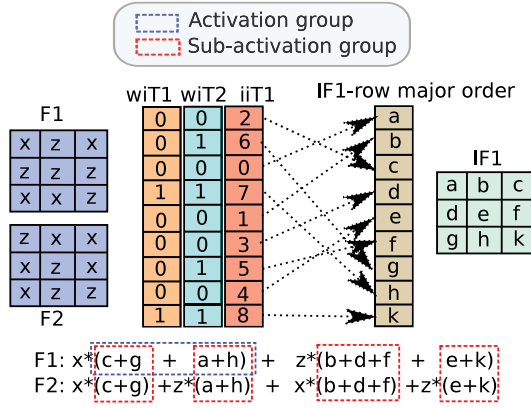 Activation group
Sub-activation group
wiT1 wiT2 iiT1 IF1-row major order
F1
x z x
z z z
x x x
z x x
x z x
x z z
F2
0 0 2
0 1 6
0 0 0
1 1 7
0 0 1
0 0 3
0 1 5
0 0 4
1 1 8
a
b
c
d
e
f
g
h
k
IF1
a b c
d e f
g h k
F1: x*(c+g + a+h) + z*(b+d+f + e+k)
F2: x*(c+g) +z*(a+h) + x*(b+d+f) +z*(e+k)